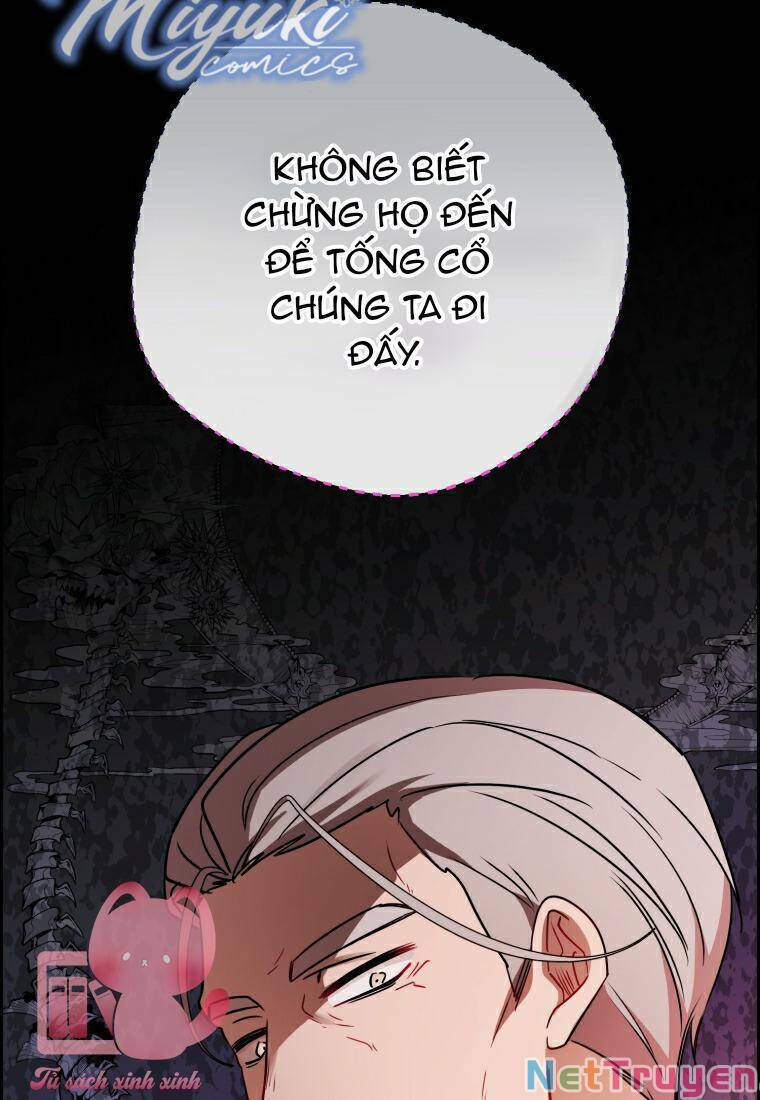 Miyuki
comics
KHÔNG BIẾT
CHỪNG HỌ ĐẾN
ĐỂ TỐNG CỔ
CHÚNG TA ĐI
ĐẤY.
Tủ sách xinh xinh
NetTruyen